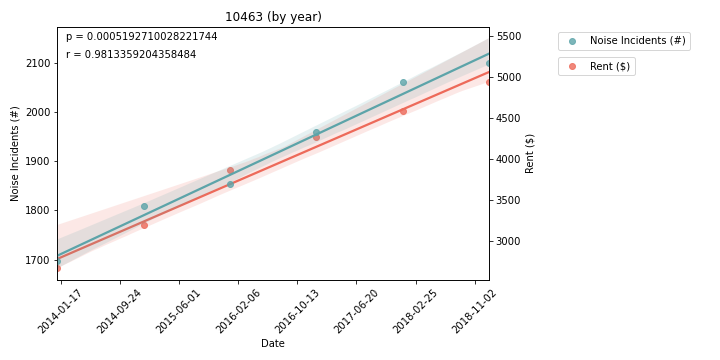 10463 (by year)
p = 0.0005192710028221744
r = 0.9813359204358484
Noise Incidents (#)
Rent ($)
2100
2000
1900
1800
1700
Noise Incidents (#)
5500
5000
4500
4000
3500
3000
Rent ($)
2014-01-17
2014-09-24
2015-06-01
2016-02-06
2016-10-13
2017-06-20
2018-02-25
2018-11-02
Date